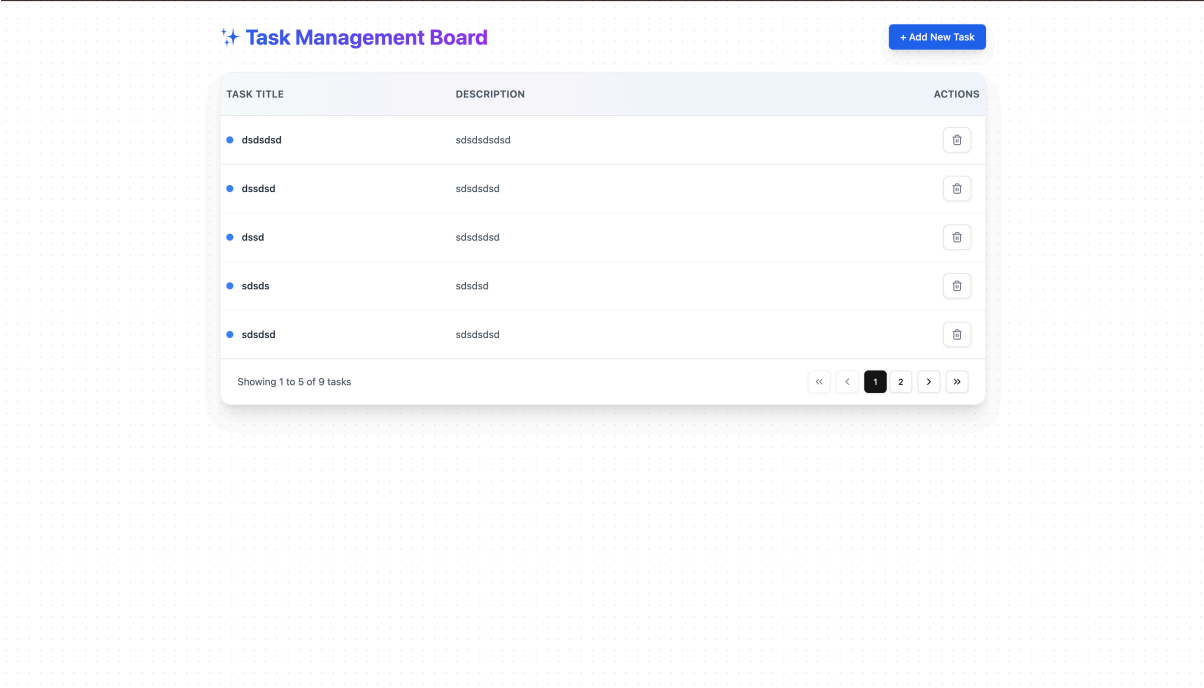 Task Management Board
+ Add New Task
TASK TITLE DESCRIPTION ACTIONS
dsdsdsd sdsdsdsdsd
dssdsd sdsdsdsd
dssd sdsdsdsd
sdsds sdsdsd
sdsdsd sdsdsdsd
Showing 1 to 5 of 9 tasks « ‹ 1 2 › »